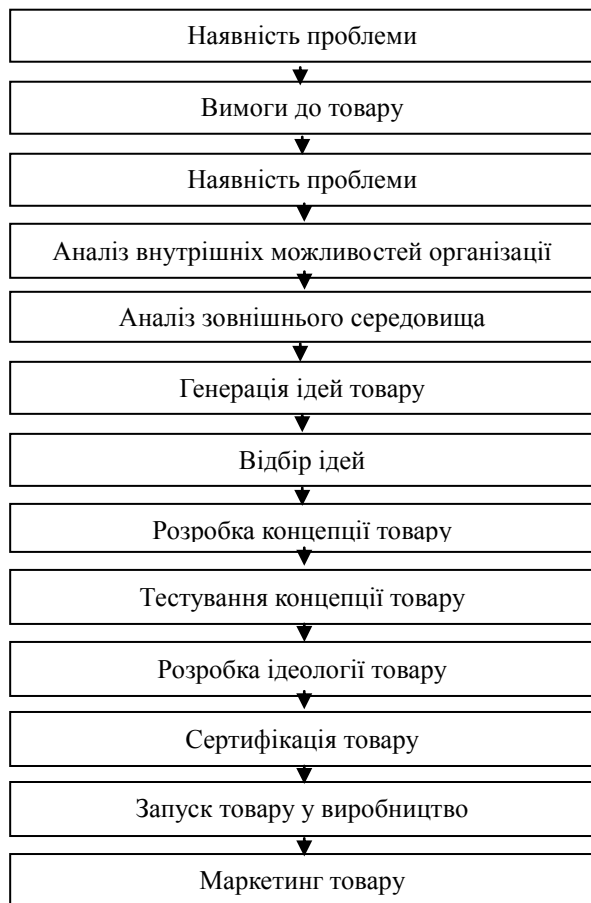 Наявність проблеми
Вимоги до товару
Наявність проблеми
Аналіз внутрішніх можливостей організації
Аналіз зовнішнього середовища
Генерація ідей товару
Відбір ідей
Розробка концепції товару
Тестування концепції товару
Розробка ідеології товару
Сертифікація товару
Запуск товару у виробництво
Маркетинг товару